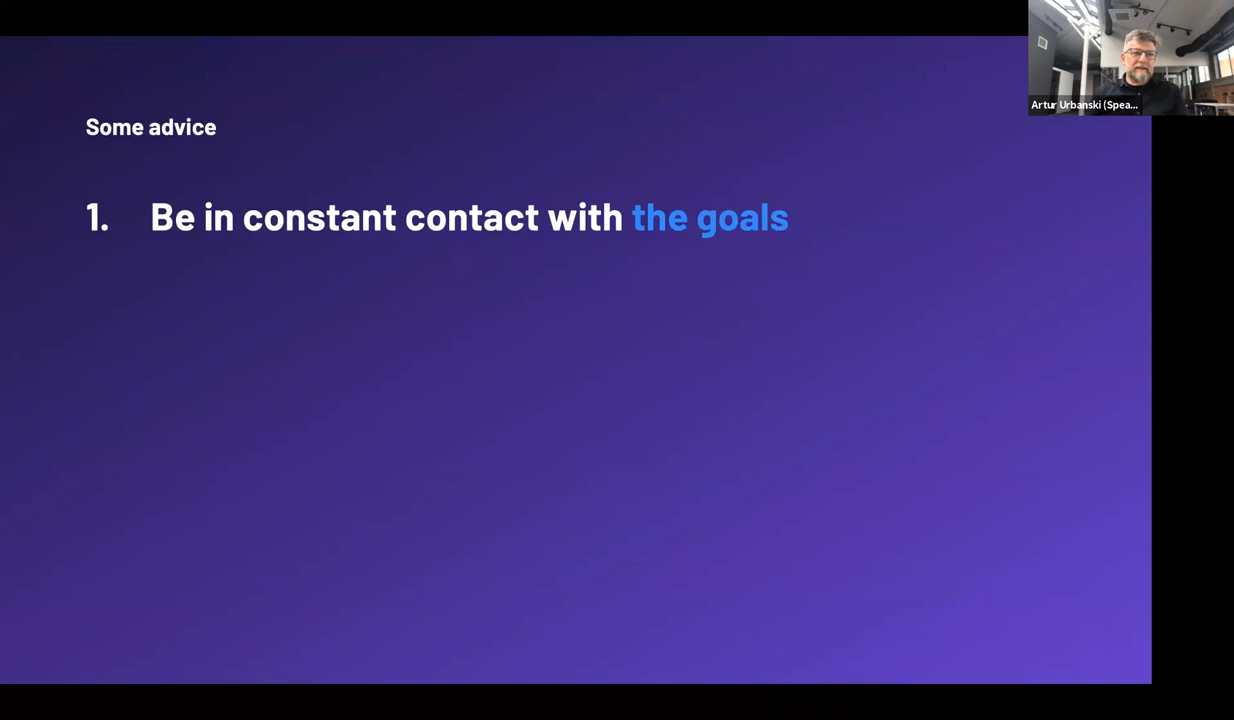 Artur Urbanski (Spea...
Some advice
1. Be in constant contact with the goals